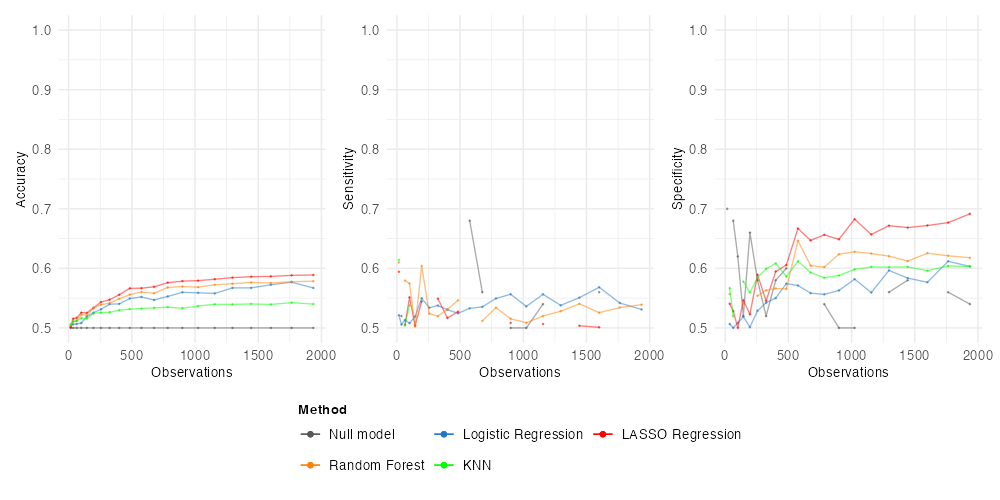 1.0
0.9
0.8
0.7
0.6
0.5
Accuracy
0 500 1000 1500 2000
Observations
1.0
0.9
0.8
0.7
0.6
0.5
Sensitivity
0 500 1000 1500 2000
Observations
1.0
0.9
0.8
0.7
0.6
0.5
Specificity
0 500 1000 1500 2000
Observations
Method
Null model Logistic Regression LASSO Regression
Random Forest KNN